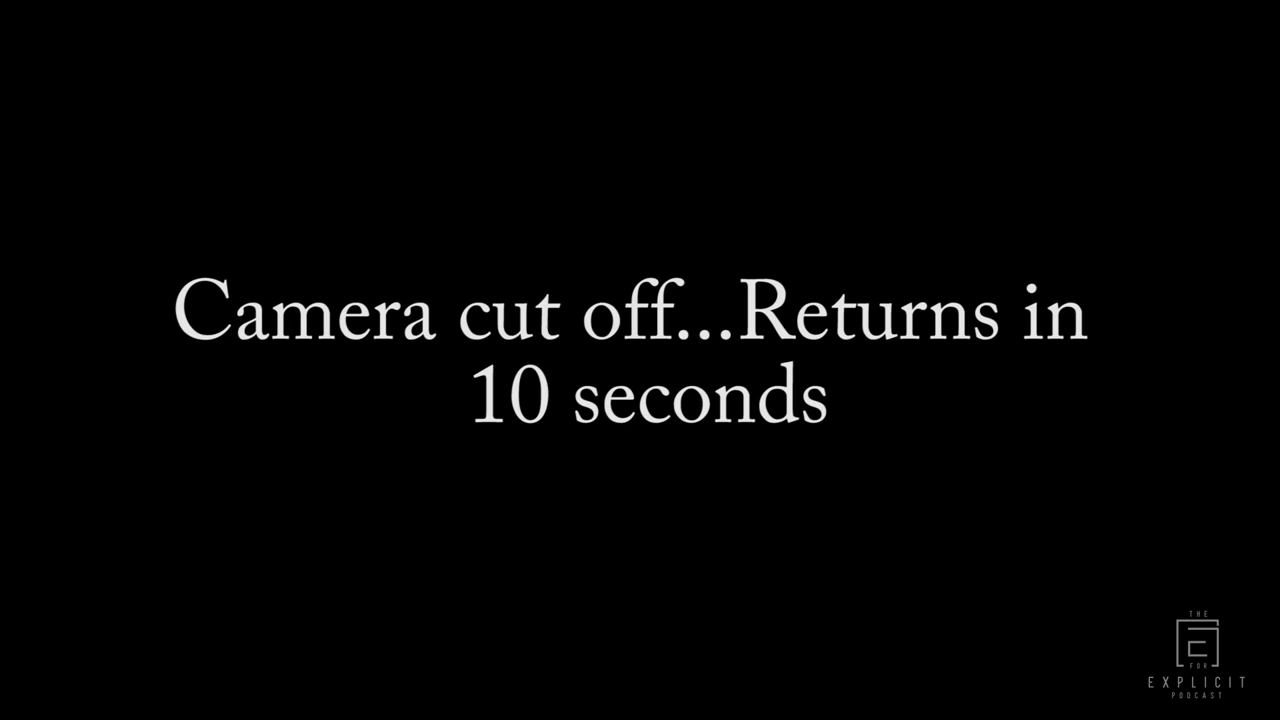 Camera cut off...Returns in
10 seconds
THE
E
FOR
EXPLICIT
PODCAST